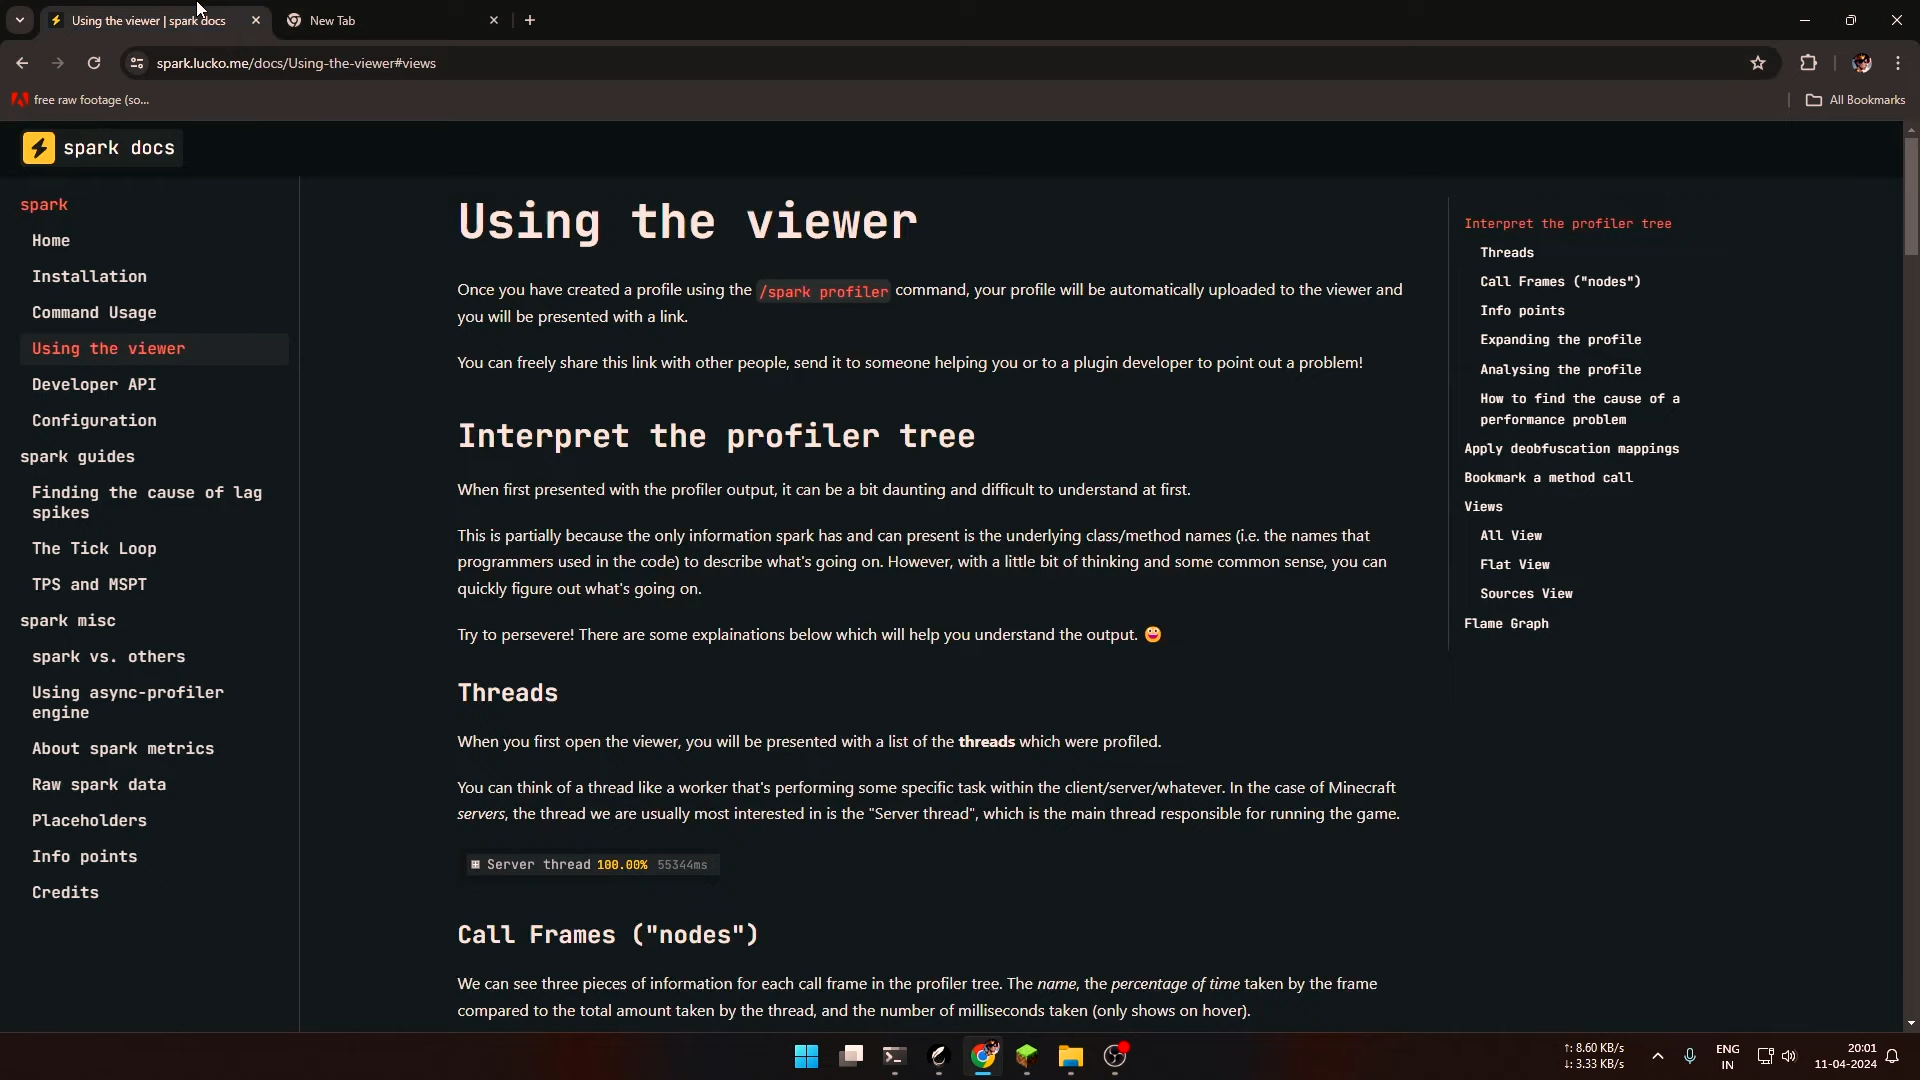 Using the viewer | spark docs
New Tab
spark.lucko.me/docs/Using-the-viewer#views
free raw footage (so...
All Bookmarks
spark docs
spark
Home
Installation
Command Usage
Using the viewer
Developer API
Configuration
spark guides
Finding the cause of lag
spikes
The Tick Loop
TPS and MSPT
spark misc
spark vs. others
Using async-profiler
engine
About spark metrics
Raw spark data
Placeholders
Info points
Credits
Using the viewer
Once you have created a profile using the /spark profiler command, your profile will be automatically uploaded to the viewer and
you will be presented with a link.
You can freely share this link with other people, send it to someone helping you or to a plugin developer to point out a problem!
Interpret the profiler tree
When first presented with the profiler output, it can be a bit daunting and difficult to understand at first.
This is partially because the only information spark has and can present is the underlying class/method names (i.e. the names that
programmers used in the code) to describe what's going on. However, with a little bit of thinking and some common sense, you can
quickly figure out what's going on.
Try to persevere! There are some explainations below which will help you understand the output. 😀
Threads
When you first open the viewer, you will be presented with a list of the threads which were profiled.
You can think of a thread like a worker that's performing some specific task within the client/server/whatever. In the case of Minecraft
servers, the thread we are usually most interested in is the "Server thread", which is the main thread responsible for running the game.
Server thread 100.00% 55344ms
Call Frames ("nodes")
We can see three pieces of information for each call frame in the profiler tree. The name, the percentage of time taken by the frame
compared to the total amount taken by the thread, and the number of milliseconds taken (only shows on hover).
Interpret the profiler tree
Threads
Call Frames ("nodes")
Info points
Expanding the profile
Analysing the profile
How to find the cause of a
performance problem
Apply deobfuscation mappings
Bookmark a method call
Views
All View
Flat View
Sources View
Flame Graph
↑: 8.60 KB/s
↓: 3.33 KB/s
ENG
IN
20:01
11-04-2024